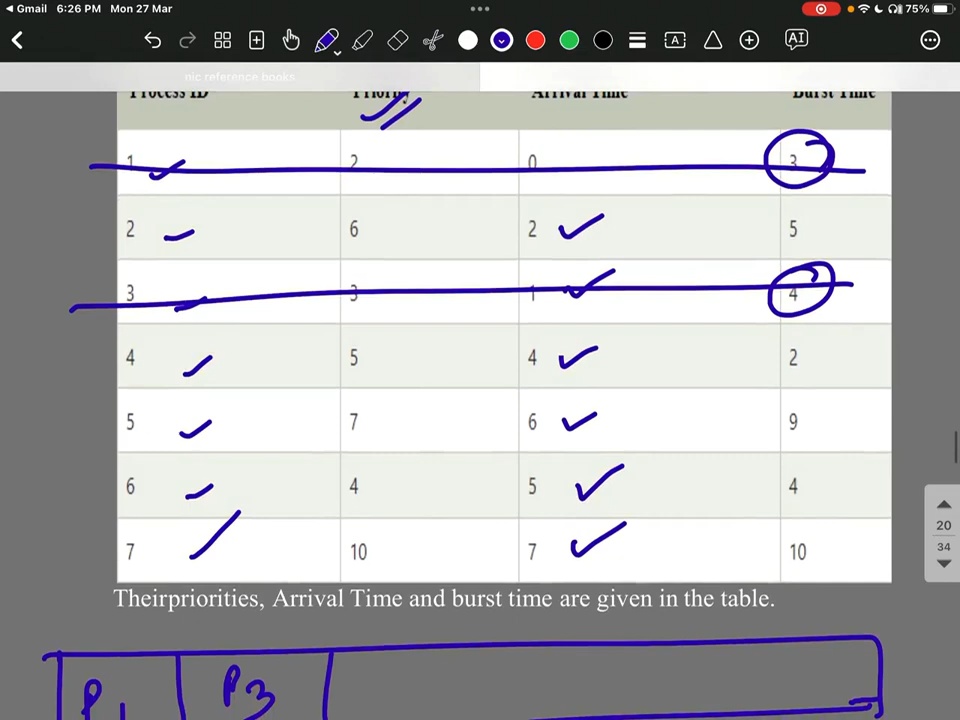 Gmail 6:26 PM Mon 27 Mar 75%
A AI
nic reference books
Process ID Priority Arrival Time Burst Time
1 2 0 3
2 6 2 5
3 3 1 4
4 5 4 2
5 7 6 9
6 4 5 4
7 10 7 10
20
34
Theirpriorities, Arrival Time and burst time are given in the table.
P1 P3